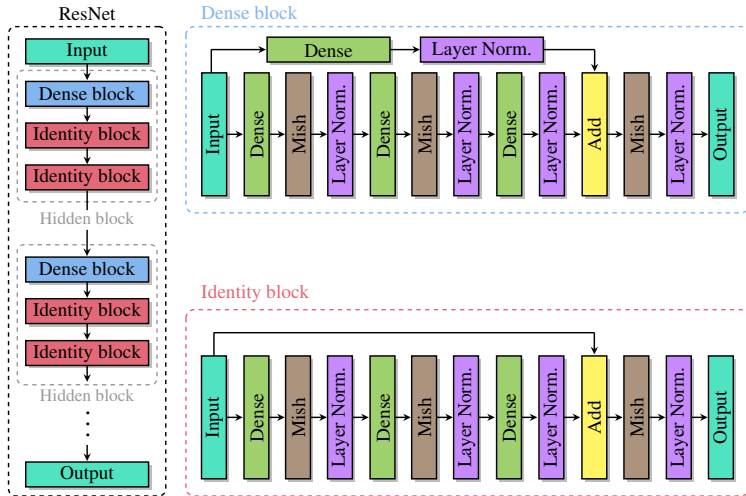 ResNet
Input
Dense block
Identity block
Identity block
Hidden block
Dense block
Identity block
Identity block
Hidden block
Output
Dense block
Dense
Layer Norm.
Input
Dense
Mish
Layer Norm.
Dense
Mish
Layer Norm.
Dense
Layer Norm.
Add
Mish
Layer Norm.
Output
Identity block
Input
Dense
Mish
Layer Norm.
Dense
Mish
Layer Norm.
Dense
Layer Norm.
Add
Mish
Layer Norm.
Output